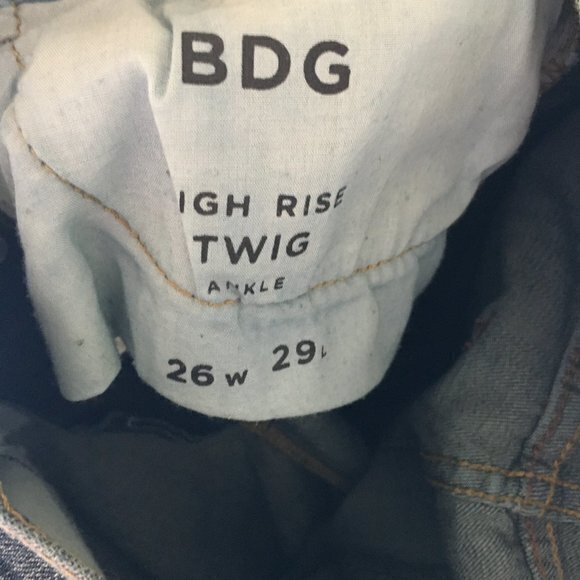 BDG
IGH RISE
TWIG
ANKLE
26 W 29L